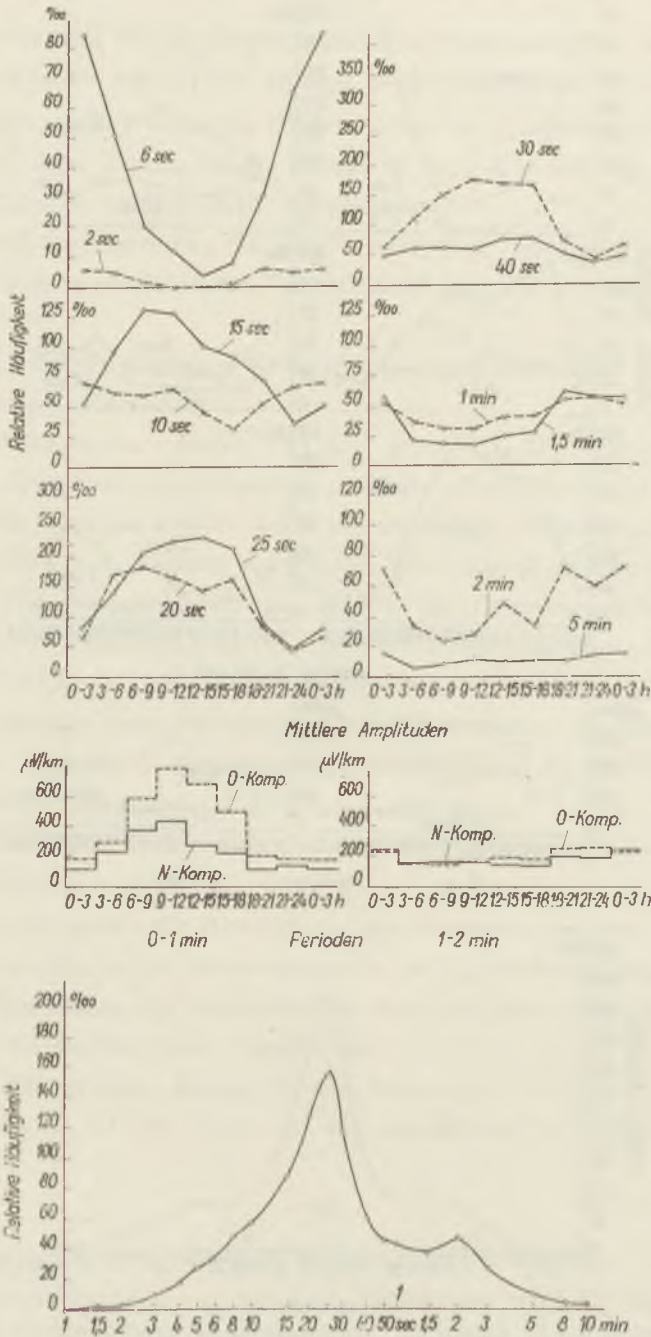 ‰
80
70
60
50
40
30
20
10
0
6 sec
2 sec
‰
350
300
250
200
150
100
50
0
30 sec
40 sec
Relative Häufigkeit
‰
125
100
75
50
25
0
15 sec
10 sec
‰
125
100
75
50
25
0
1 min
1,5 min
‰
300
250
200
150
100
50
0
25 sec
20 sec
0-3 3-6 6-9 9-12 12-15 15-18 18-21 21-24 0-3 h
‰
120
100
80
60
40
20
0
2 min
5 min
0-3 3-6 6-9 9-12 12-15 15-18 18-21 21-24 0-3 h
Mittlere Amplituden
µV/km
600
400
200
0
O-Komp.
N-Komp.
0-3 3-6 6-9 9-12 12-15 15-18 18-21 21-24 0-3 h
µV/km
600
400
200
0
N-Komp.
O-Komp.
0-3 3-6 6-9 9-12 12-15 15-18 18-21 21-24 0-3 h
0-1 min Perioden 1-2 min
Relative Häufigkeit
‰
200
180
160
140
120
100
80
60
40
20
0
1
1 1,5 2 3 4 5 6 8 10 15 20 30 40 50 sec 1,5 2 3 5 8 10 min